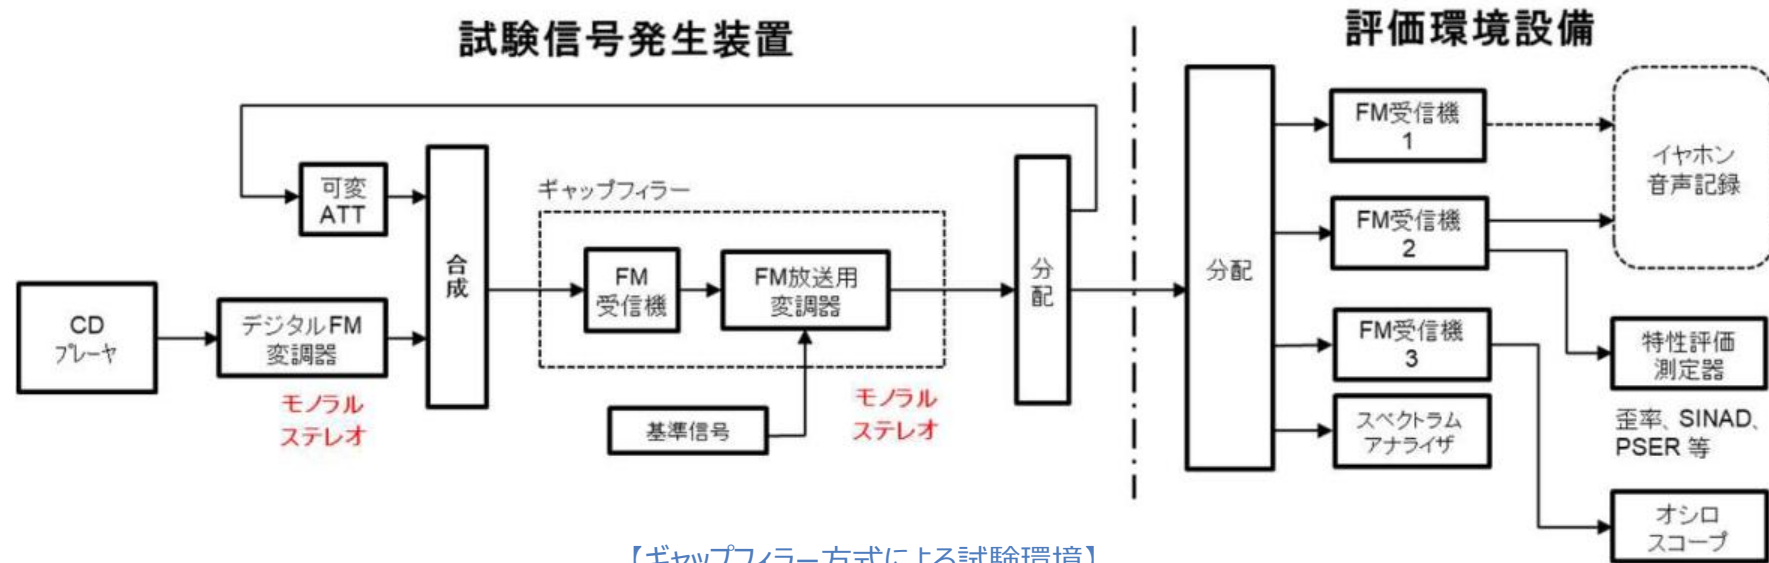 試験信号発生装置
評価環境設備
可変
ATT
合
成
ギャップフィラー
FM
受信機
FM放送用
変調器
分
配
CD
プレーヤ
デジタルFM
変調器
モノラル
ステレオ
基準信号
モノラル
ステレオ
分配
FM受信機
1
FM受信機
2
FM受信機
3
スペクトラム
アナライザ
イヤホン
音声記録
特性評価
測定器
歪率、SINAD、
PSER 等
オシロ
スコープ
【ギャップフィラー方式による試験環境】